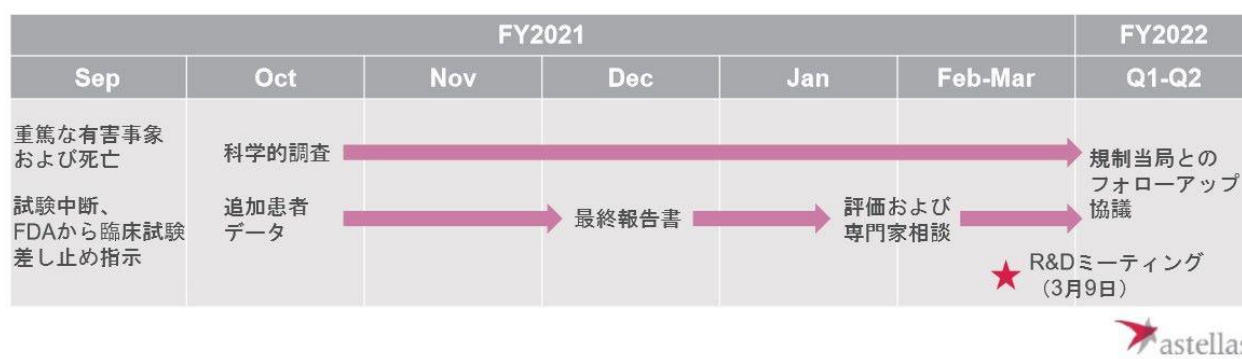 FY2021 FY2022
Sep Oct Nov Dec Jan Feb-Mar Q1-Q2
重篤な有害事象
および死亡
科学的調査
試験中断、
FDAから臨床試験
差し止め指示
追加患者
データ
最終報告書
評価および
専門家相談
規制当局との
フォローアップ
協議
R&Dミーティング
（3月9日）
astellas